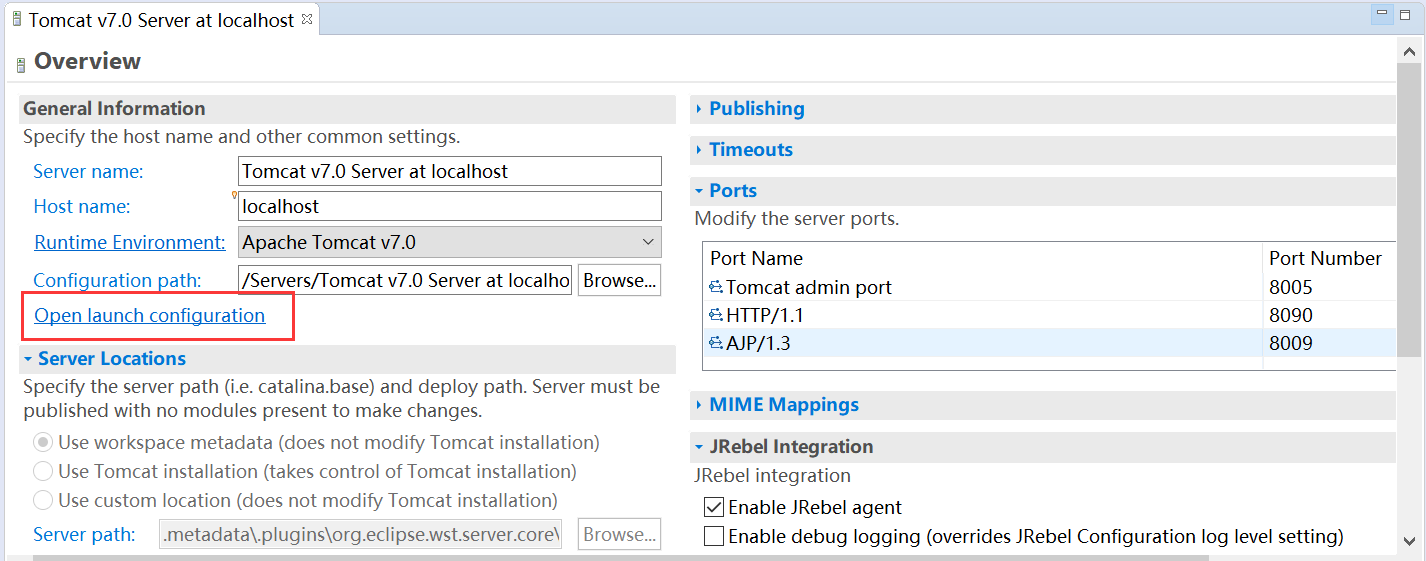 Tomcat v7.0 Server at localhost
Overview
General Information
Specify the host name and other common settings.
Server name:
Tomcat v7.0 Server at localhost
Host name:
localhost
Runtime Environment:
Apache Tomcat v7.0
Configuration path:
/Servers/Tomcat v7.0 Server at localho
Browse...
Open launch configuration
Server Locations
Specify the server path (i.e. catalina.base) and deploy path. Server must be
published with no modules present to make changes.
Use workspace metadata (does not modify Tomcat installation)
Use Tomcat installation (takes control of Tomcat installation)
Use custom location (does not modify Tomcat installation)
Server path:
.metadata\.plugins\org.eclipse.wst.server.core\
Browse...
Publishing
Timeouts
Ports
Modify the server ports.
Port Name Port Number
Tomcat admin port 8005
HTTP/1.1 8090
AJP/1.3 8009
MIME Mappings
JRebel Integration
JRebel integration
Enable JRebel agent
Enable debug logging (overrides JRebel Configuration log level setting)